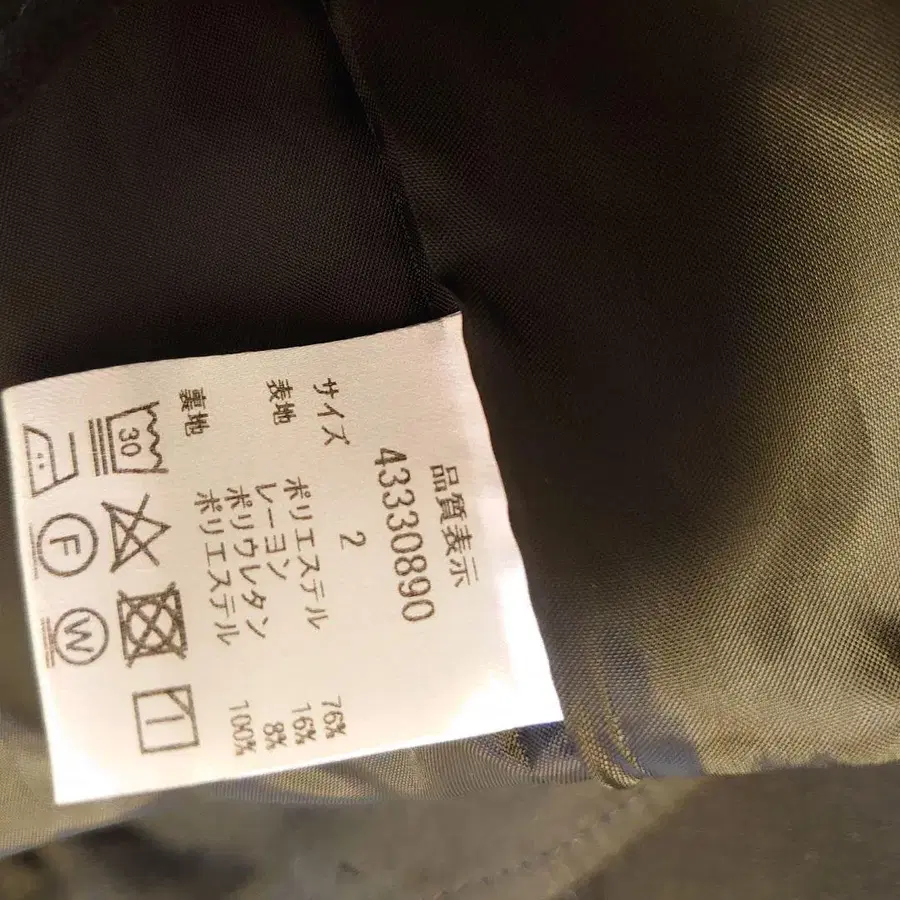 品質表示
43330890
サイズ 2
表地 ポリエステル 76%
レーヨン 16%
ポリウレタン 8%
裏地 ポリエステル 100%
30
F W